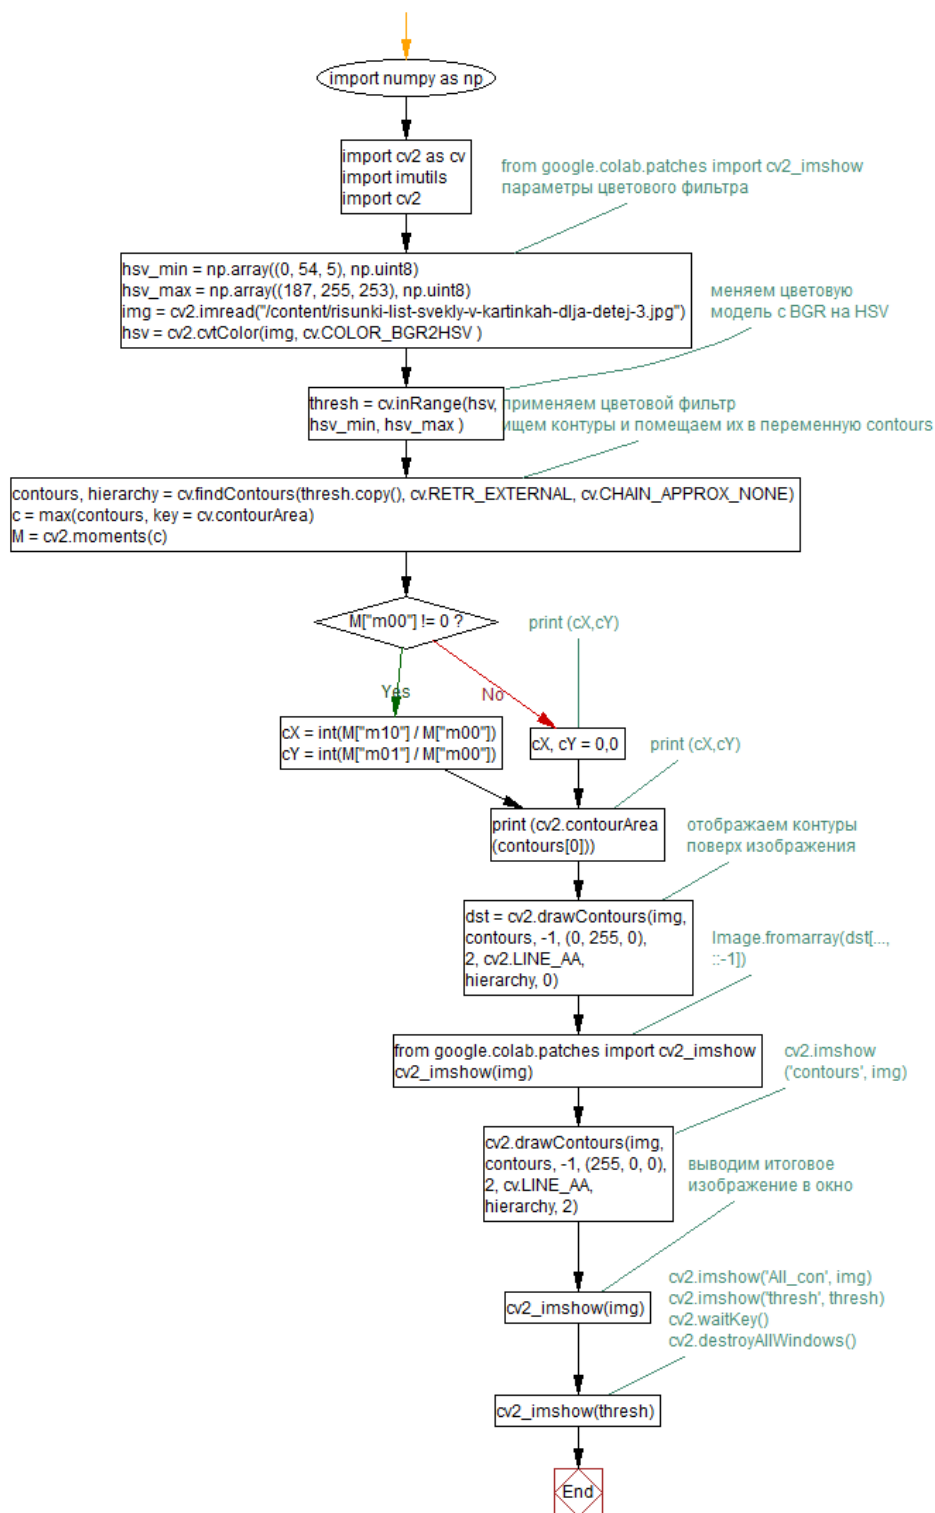 import numpy as np
import cv2 as cv
import imutils
import cv2
from google.colab.patches import cv2_imshow
параметры цветового фильтра
hsv_min = np.array((0, 54, 5), np.uint8)
hsv_max = np.array((187, 255, 253), np.uint8)
img = cv2.imread("/content/risunki-list-svekly-v-kartinkah-dlja-detej-3.jpg")
hsv = cv2.cvtColor(img, cv.COLOR_BGR2HSV )
меняем цветовую
модель с BGR на HSV
thresh = cv.inRange(hsv,
hsv_min, hsv_max )
применяем цветовой фильтр
ищем контуры и помещаем их в переменную contours
contours, hierarchy = cv.findContours(thresh.copy(), cv.RETR_EXTERNAL, cv.CHAIN_APPROX_NONE)
c = max(contours, key = cv.contourArea)
M = cv2.moments(c)
M["m00"] != 0 ?
print (cX,cY)
Yes
No
cX = int(M["m10"] / M["m00"])
cY = int(M["m01"] / M["m00"])
cX, cY = 0,0
print (cX,cY)
print (cv2.contourArea
(contours[0]))
отображаем контуры
поверх изображения
dst = cv2.drawContours(img,
contours, -1, (0, 255, 0),
2, cv2.LINE_AA,
hierarchy, 0)
Image.fromarray(dst[...,
::-1])
from google.colab.patches import cv2_imshow
cv2_imshow(img)
cv2.imshow
('contours', img)
cv2.drawContours(img,
contours, -1, (255, 0, 0),
2, cv.LINE_AA,
hierarchy, 2)
выводим итоговое
изображение в окно
cv2_imshow(img)
cv2.imshow('All_con', img)
cv2.imshow('thresh', thresh)
cv2.waitKey()
cv2.destroyAllWindows()
cv2_imshow(thresh)
End